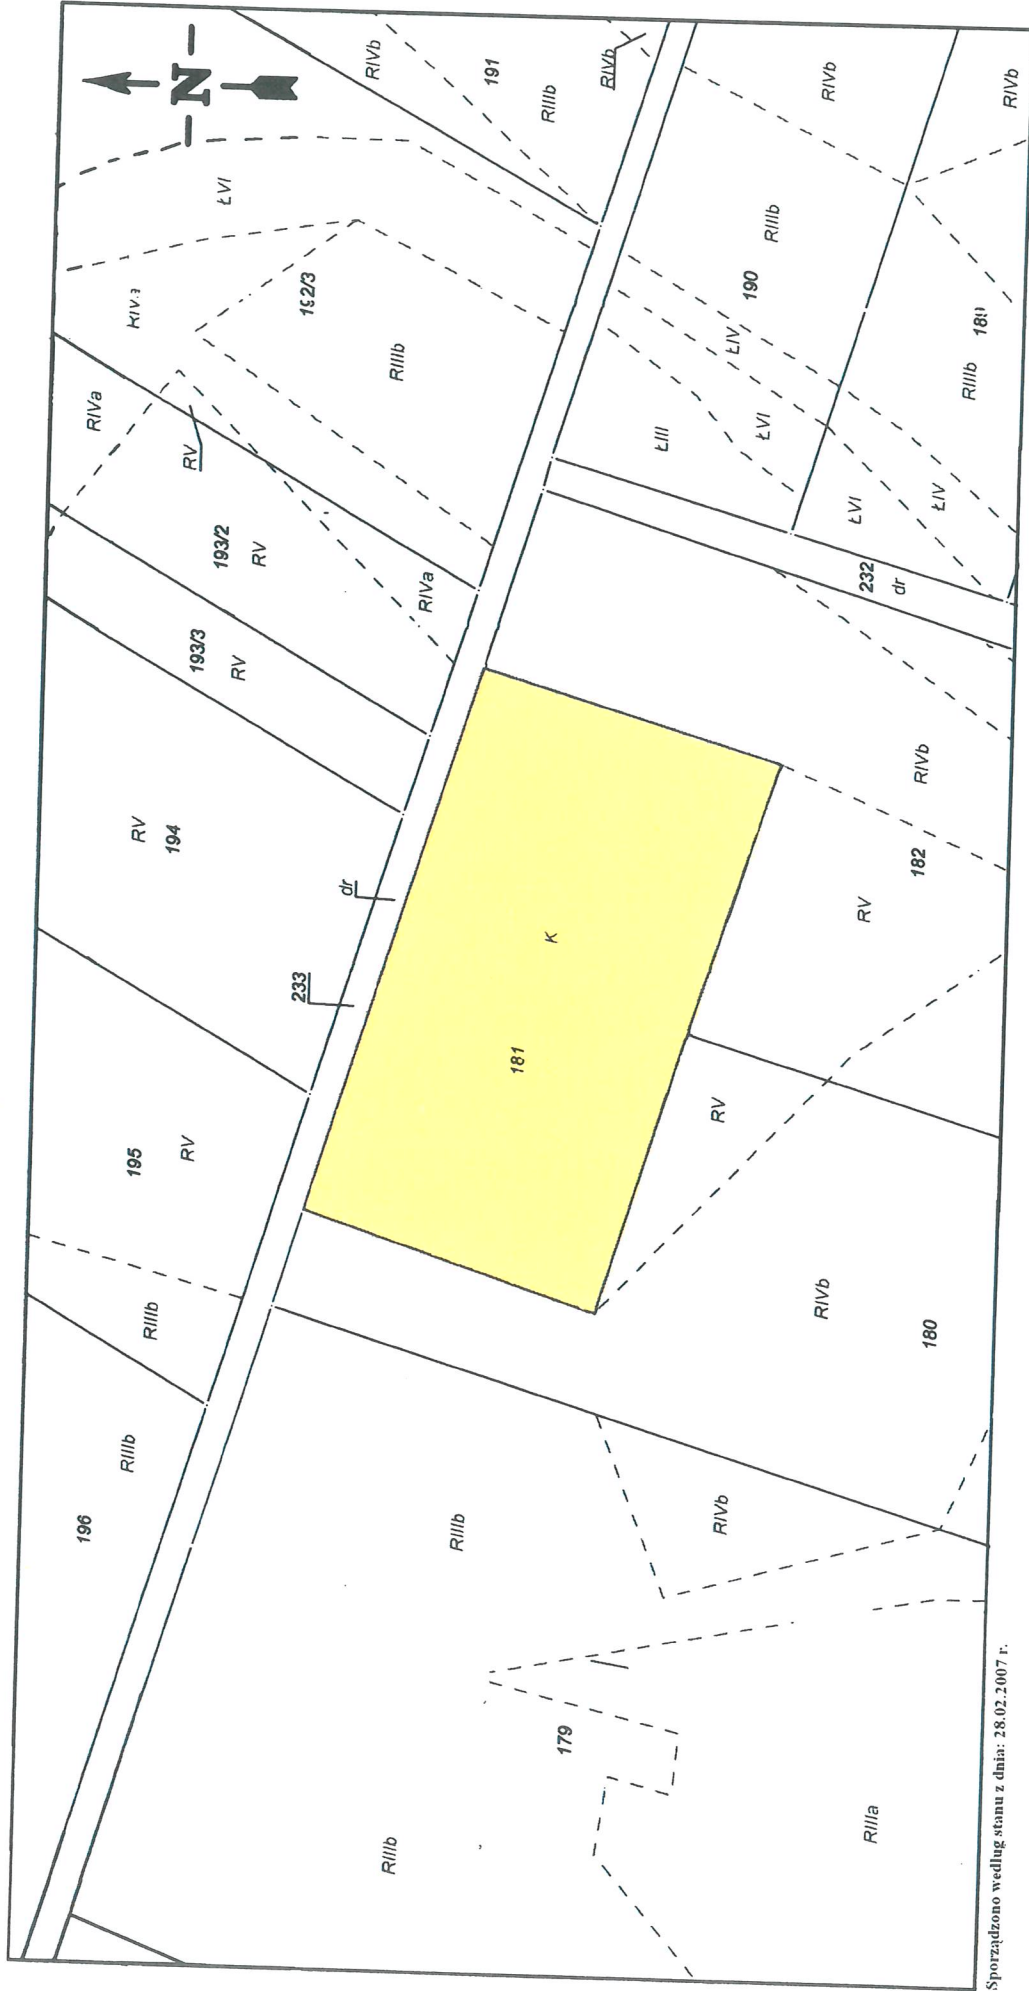 N
196
RIIIb
RIIIb
195
RV
RV
194
193/3
RV
193/2
RV
RIVa
RIVa
RV
192/3
RIIIb
ŁVI
RIVb
191
RIIIb
RIVb
233
dr
181
K
179
RIIIb
RIIIb
RIIIa
RIVb
180
RIVb
RV
182
RV
RIVb
232
dr
ŁIII
ŁVI
ŁIV
190
RIIIb
RIVb
ŁVI
ŁIV
RIIIb
RIVb
Sporządzono według stanu z dnia: 28.02.2007 r.